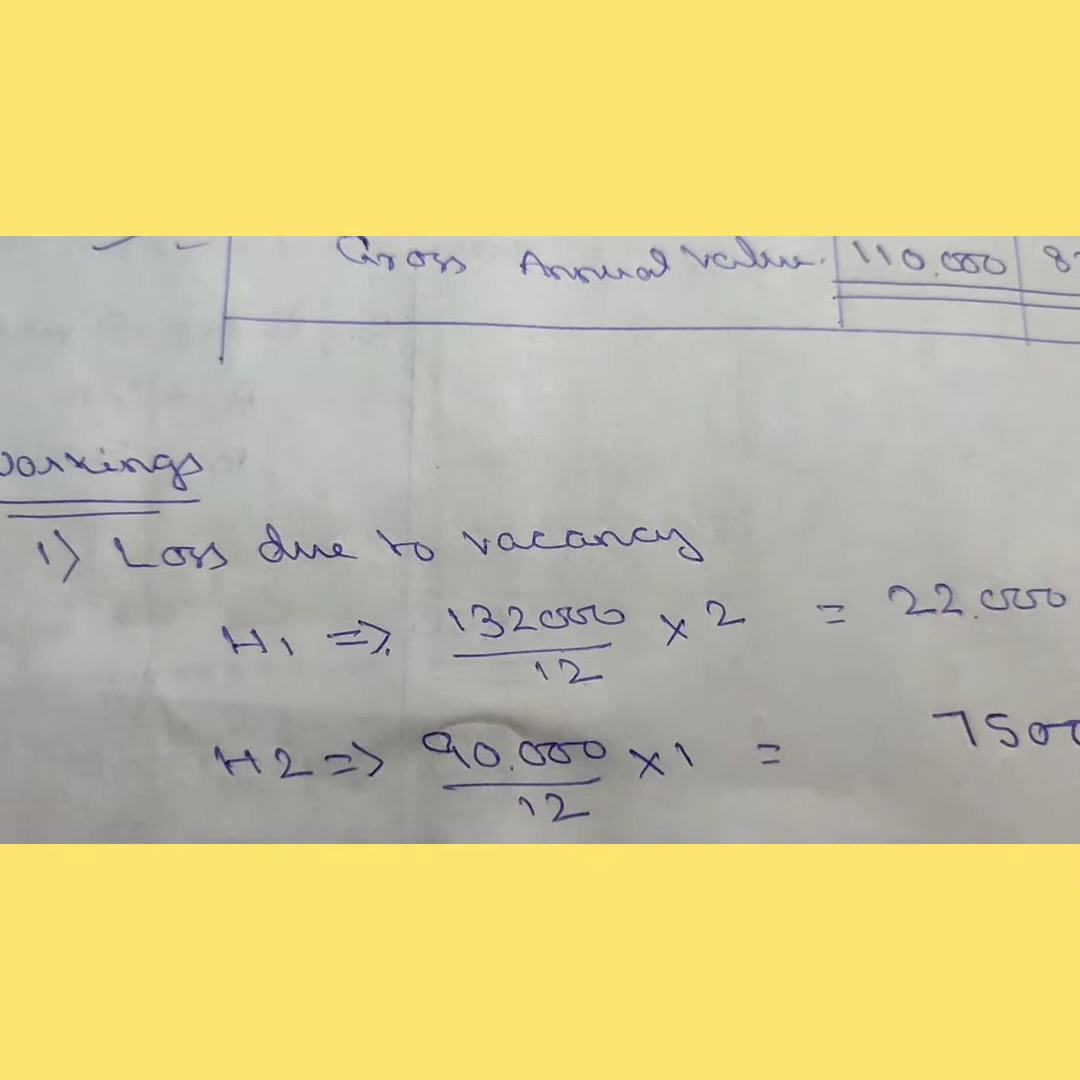 Gross Annual Value. 110.000
workings
1) Loss due to vacancy
H1 => 132000/12 x 2 = 22.000
H2 => 90.000/12 x 1 = 7500